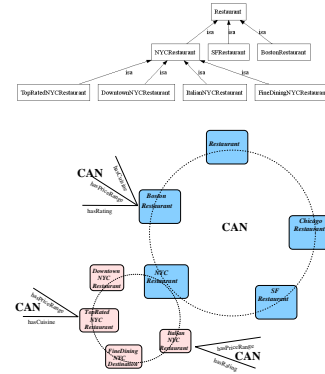 Restaurant
isa
isa
isa
NYCRestaurant
SFRestaurant
BostonRestaurant
isa
isa
isa
isa
TopRatedNYCRestaurant
DowntownNYCRestaurant
ItalianNYCRestaurant
FineDiningNYCRestaurant
Restaurant
hasCuisine
CAN
hasPriceRange
hasRating
Boston
Restaurant
CAN
Chicago
Restaurant
Downtown
NYC
Restaurant
NYC
Restaurant
SF
Restaurant
hasPriceRange
CAN
hasCuisine
TopRated
NYC
Restaurant
Italian
NYC
Restaurant
hasPriceRange
CAN
hasRating
FineDining
NYC
Destination